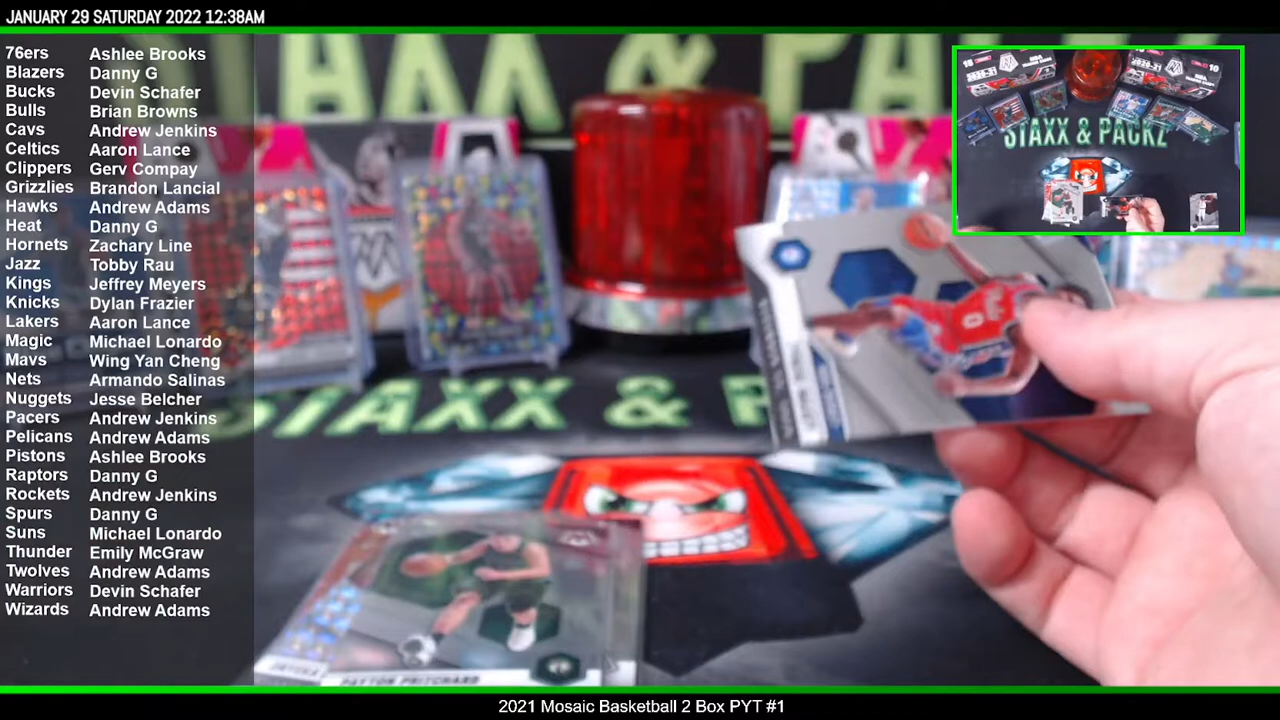 JANUARY 29 SATURDAY 2022 12:38AM
76ers Ashlee Brooks
Blazers Danny G
Bucks Devin Schafer
Bulls Brian Browns
Cavs Andrew Jenkins
Celtics Aaron Lance
Clippers Gerv Compay
Grizzlies Brandon Lancial
Hawks Andrew Adams
Heat Danny G
Hornets Zachary Line
Jazz Tobby Rau
Kings Jeffrey Meyers
Knicks Dylan Frazier
Lakers Aaron Lance
Magic Michael Lonardo
Mavs Wing Yan Cheng
Nets Armando Salinas
Nuggets Jesse Belcher
Pacers Andrew Jenkins
Pelicans Andrew Adams
Pistons Ashlee Brooks
Raptors Danny G
Rockets Andrew Jenkins
Spurs Danny G
Suns Michael Lonardo
Thunder Emily McGraw
Twolves Andrew Adams
Warriors Devin Schafer
Wizards Andrew Adams
STAXX & PACKZ
STAXX & P
STAXX & PACKZ
PAYTON PRITCHARD
2021 Mosaic Basketball 2 Box PYT #1